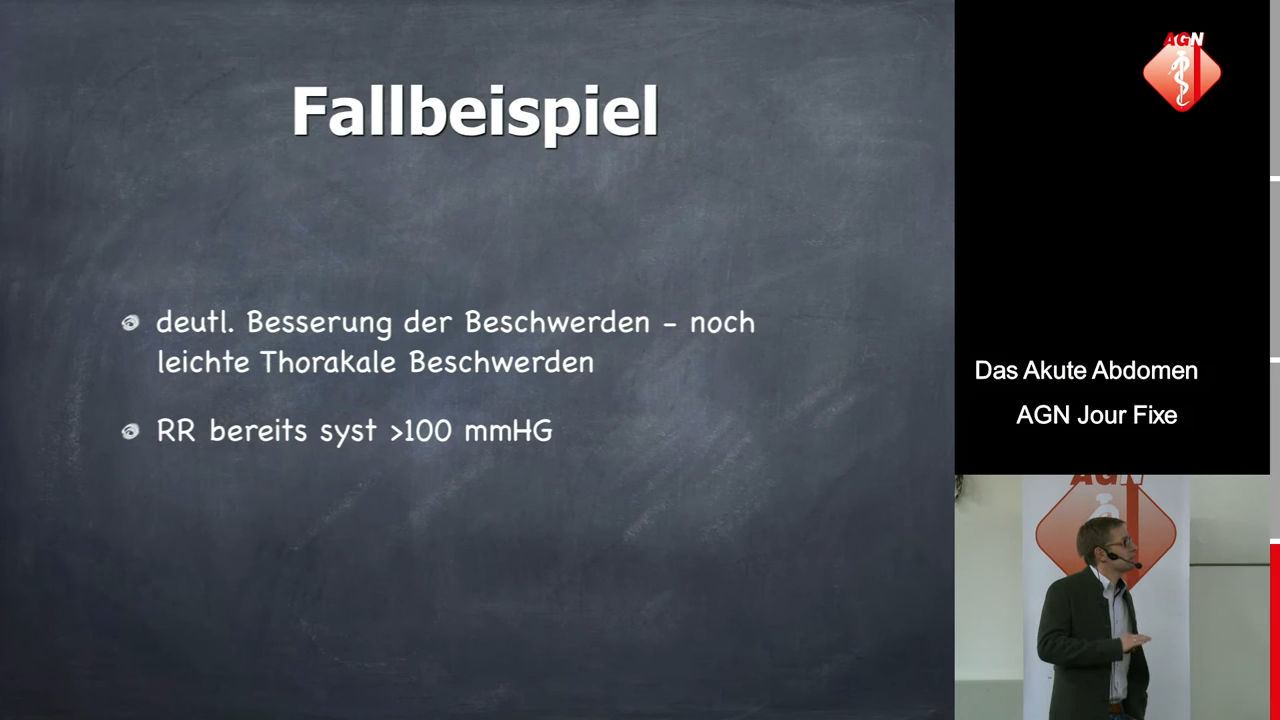 Fallbeispiel
deutl. Besserung der Beschwerden - noch
leichte Thorakale Beschwerden
RR bereits syst >100 mmHG
AGN
Das Akute Abdomen
AGN Jour Fixe
AGN